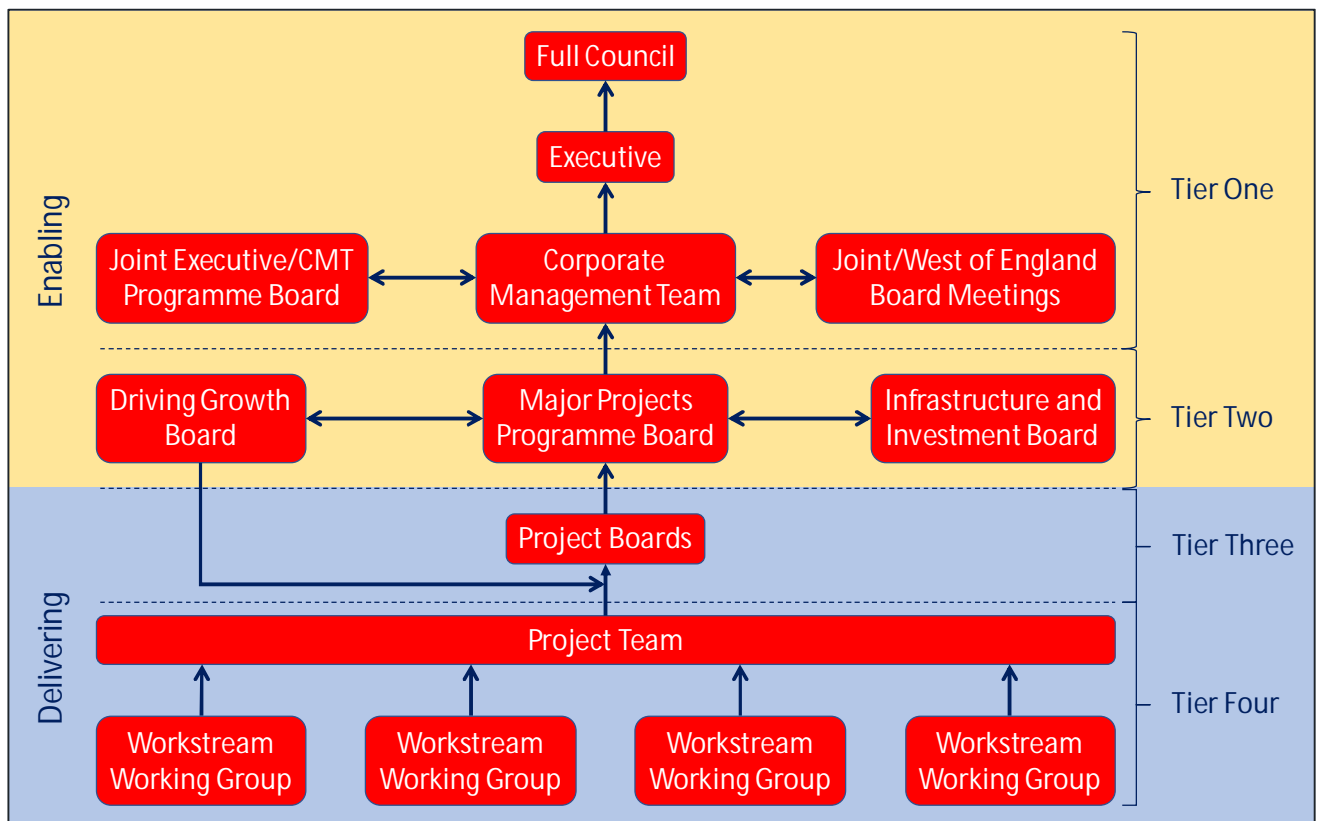 Full Council
Executive
Tier One
Enabling
Joint Executive/CMT
Programme Board
Corporate
Management Team
Joint/West of England
Board Meetings
Driving Growth
Board
Major Projects
Programme Board
Infrastructure and
Investment Board
Tier Two
Project Boards
Tier Three
Delivering
Project Team
Tier Four
Workstream
Working Group
Workstream
Working Group
Workstream
Working Group
Workstream
Working Group